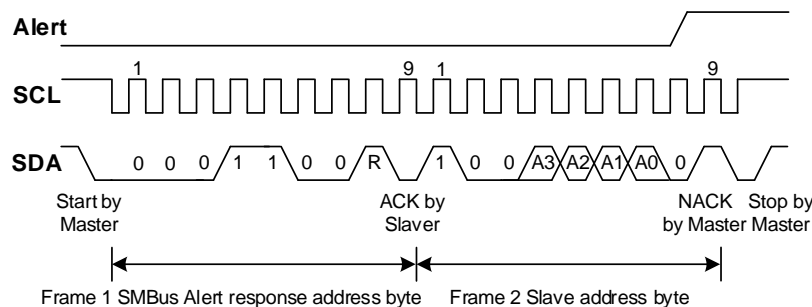 Alert
1 9 1 9
SCL
SDA 0 0 0 1 1 0 0 R 1 0 0 A3 A2 A1 A0 0
Start by ACK by NACK Stop by
Master Slaver by Master Master
Frame 1 SMBus Alert response address byte Frame 2 Slave address byte